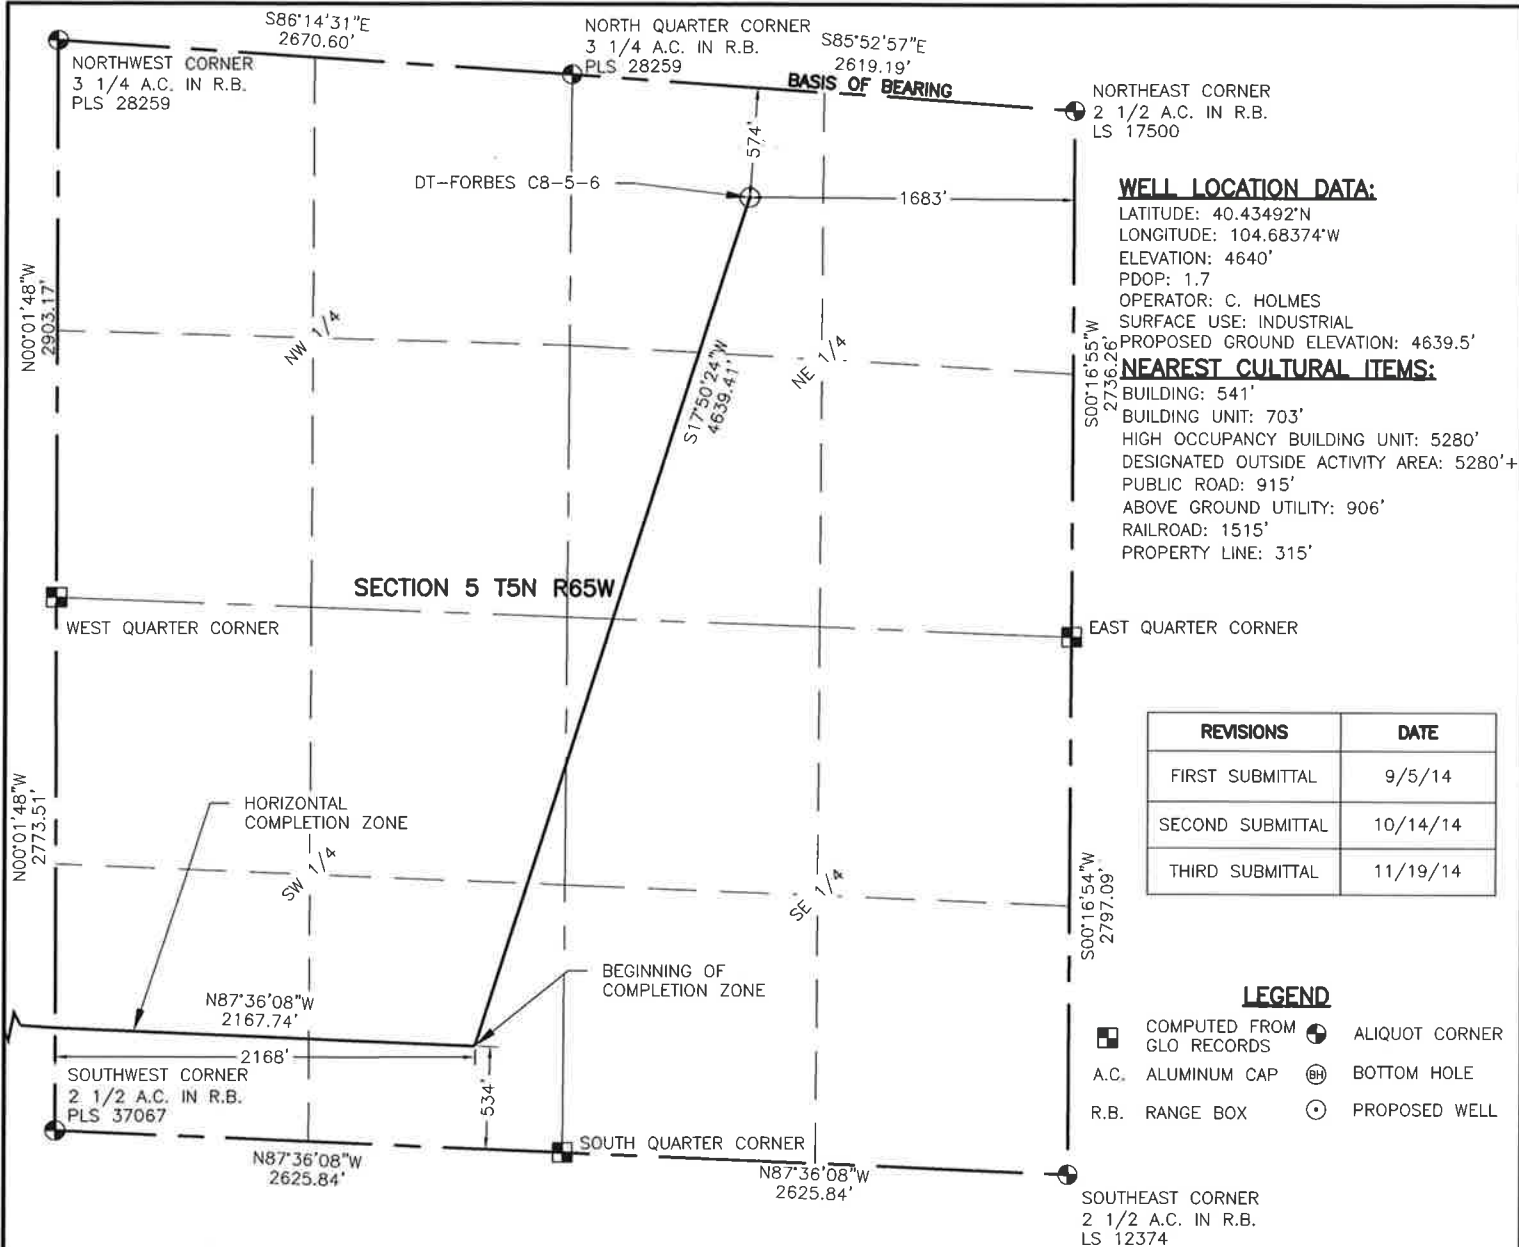 S86°14'31"E
2670.60'
NORTH QUARTER CORNER
3 1/4 A.C. IN R.B.
PLS 28259
S85°52'57"E
2619.19'
BASIS OF BEARING
NORTHWEST CORNER
3 1/4 A.C. IN R.B.
PLS 28259
NORTHEAST CORNER
2 1/2 A.C. IN R.B.
LS 17500
574'
DT-FORBES C8-5-6
1683'
WELL LOCATION DATA:
LATITUDE: 40.43492°N
LONGITUDE: 104.68374°W
ELEVATION: 4640'
PDOP: 1.7
OPERATOR: C. HOLMES
SURFACE USE: INDUSTRIAL
PROPOSED GROUND ELEVATION: 4639.5'
NEAREST CULTURAL ITEMS:
BUILDING: 541'
BUILDING UNIT: 703'
HIGH OCCUPANCY BUILDING UNIT: 5280'
DESIGNATED OUTSIDE ACTIVITY AREA: 5280'+
PUBLIC ROAD: 915'
ABOVE GROUND UTILITY: 906'
RAILROAD: 1515'
PROPERTY LINE: 315'
N00°01'48"W
2903.17'
NW 1/4
S17°50'24"W
4639.41'
NE 1/4
S00°16'55"W
2736.26'
SECTION 5 T5N R65W
WEST QUARTER CORNER
EAST QUARTER CORNER
REVISIONS DATE
FIRST SUBMITTAL 9/5/14
SECOND SUBMITTAL 10/14/14
THIRD SUBMITTAL 11/19/14
N00°01'48"W
2773.51'
HORIZONTAL
COMPLETION ZONE
SW 1/4
SE 1/4
S00°16'54"W
2797.09'
BEGINNING OF
COMPLETION ZONE
N87°36'08"W
2167.74'
2168'
534'
SOUTHWEST CORNER
2 1/2 A.C. IN R.B.
PLS 37067
SOUTH QUARTER CORNER
N87°36'08"W
2625.84'
N87°36'08"W
2625.84'
LEGEND
COMPUTED FROM
GLO RECORDS
ALIQUOT CORNER
A.C. ALUMINUM CAP
BH BOTTOM HOLE
R.B. RANGE BOX
PROPOSED WELL
SOUTHEAST CORNER
2 1/2 A.C. IN R.B.
LS 12374